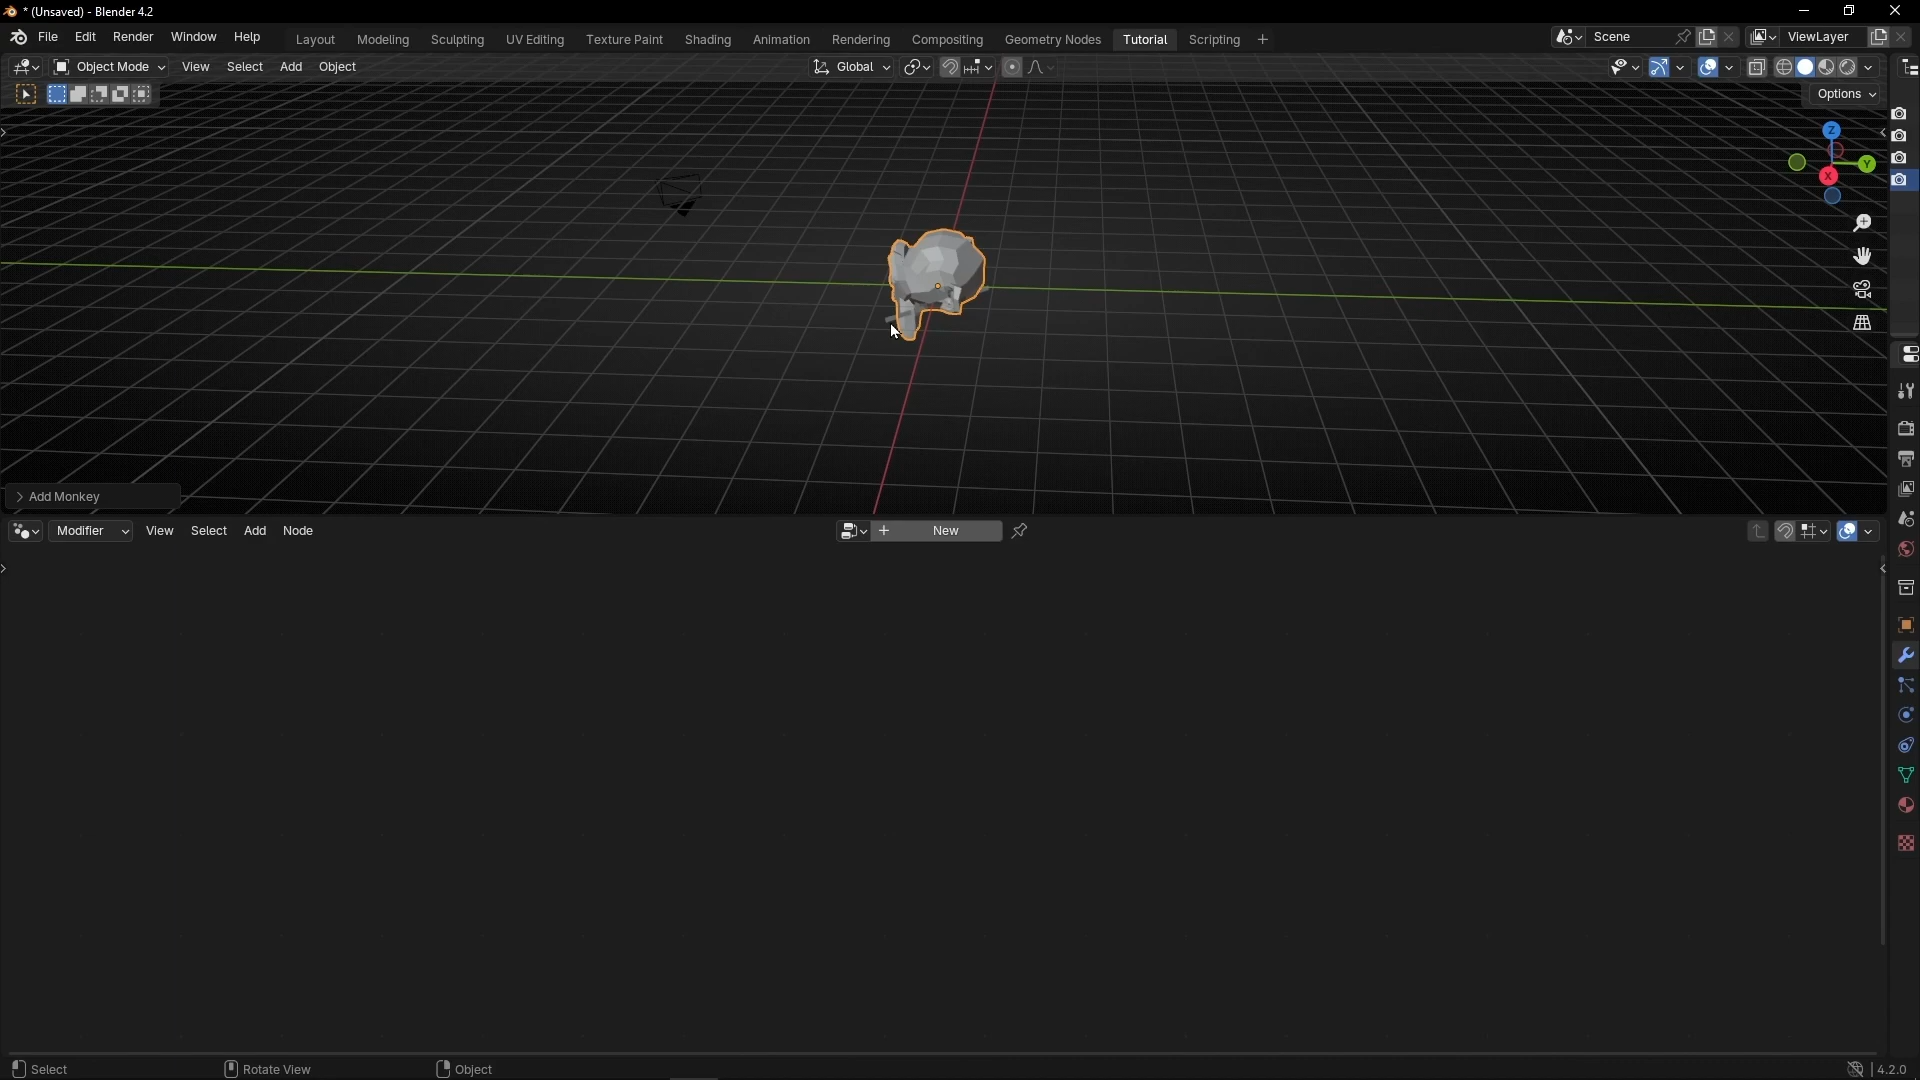 * (Unsaved) - Blender 4.2
File Edit Render Window Help Layout Modeling Sculpting UV Editing Texture Paint Shading Animation Rendering Compositing Geometry Nodes Tutorial Scripting + Scene ViewLayer
Object Mode View Select Add Object Global
Options
Z
Y
X
> Add Monkey
Modifier View Select Add Node + New
Select Rotate View Object 4.2.0